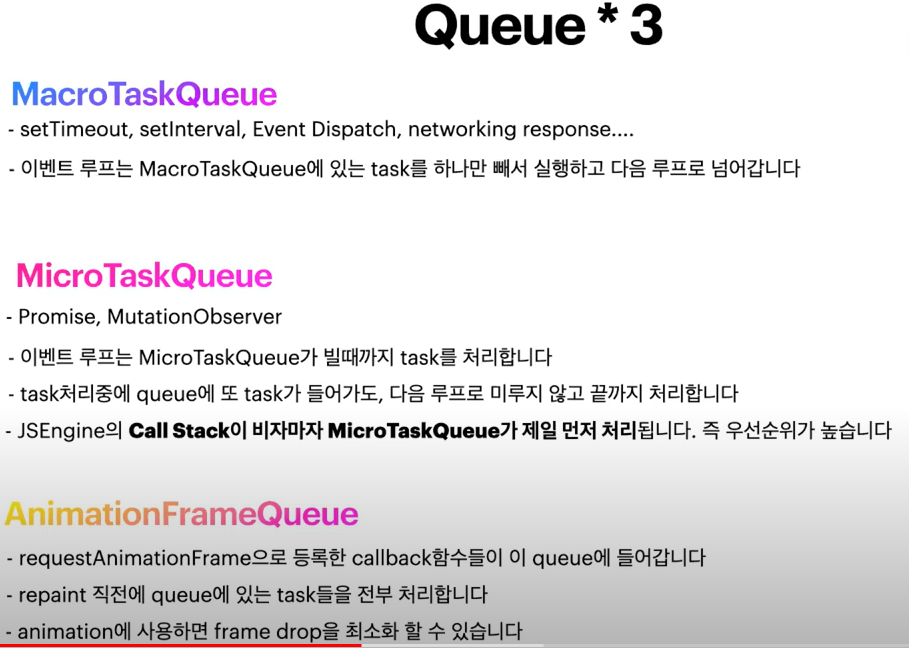 Queue * 3
MacroTaskQueue
- setTimeout, setInterval, Event Dispatch, networking response....
- 이벤트 루프는 MacroTaskQueue에 있는 task를 하나만 빼서 실행하고 다음 루프로 넘어갑니다
MicroTaskQueue
- Promise, MutationObserver
- 이벤트 루프는 MicroTaskQueue가 빌때까지 task를 처리합니다
- task처리중에 queue에 또 task가 들어가도, 다음 루프로 미루지 않고 끝까지 처리합니다
- JSEngine의 Call Stack이 비자마자 MicroTaskQueue가 제일 먼저 처리됩니다. 즉 우선순위가 높습니다
AnimationFrameQueue
- requestAnimationFrame으로 등록한 callback함수들이 이 queue에 들어갑니다
- repaint 직전에 queue에 있는 task들을 전부 처리합니다
- animation에 사용하면 frame drop을 최소화 할 수 있습니다